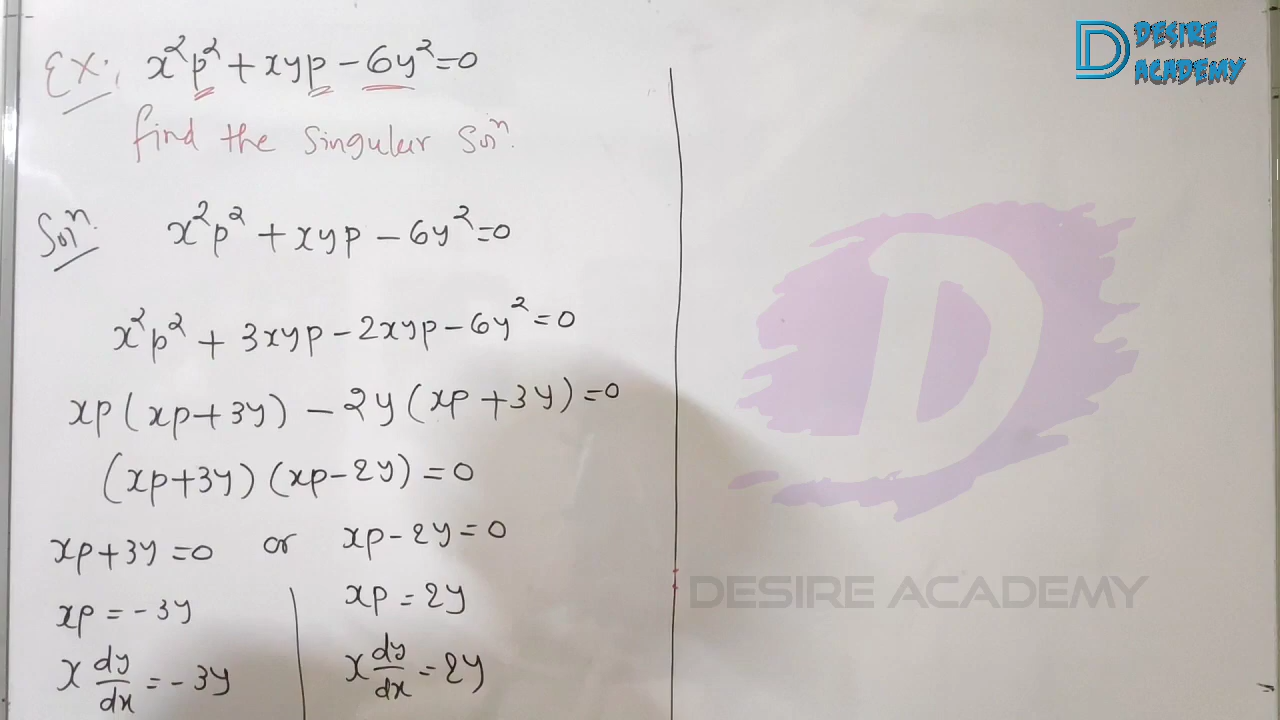 Ex:, x²p² + xyp - 6y² = 0
find the singular Solⁿ.
Solⁿ. x²p² + xyp - 6y² = 0
x²p² + 3xyp - 2xyp - 6y² = 0
xp(xp+3y) - 2y(xp+3y) = 0
(xp+3y)(xp-2y) = 0
xp+3y = 0 or xp-2y = 0
xp = -3y
x dy/dx = -3y
xp = 2y
x dy/dx = 2y
DESIRE
ACADEMY
D
DESIRE ACADEMY